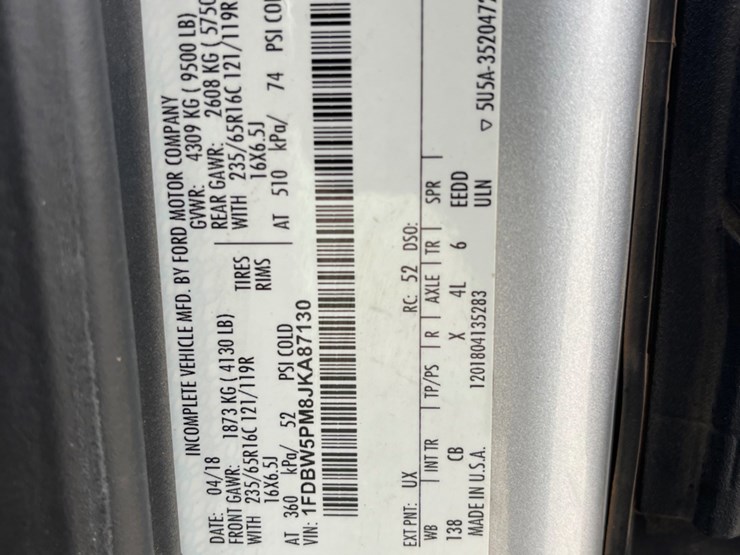 INCOMPLETE VEHICLE MFD. BY FORD MOTOR COMPANY
DATE: 04/18 GVWR: 4309 KG ( 9500 LB)
FRONT GAWR: 1873 KG ( 4130 LB) REAR GAWR: 2608 KG ( 5750
WITH 235/65R16C 121/119R TIRES WITH 235/65R16C 121/119R
16X6.5J RIMS 16X6.5J
AT 360 kPa/ 52 PSI COLD AT 510 kPa/ 74 PSI COL
VIN: 1FDBW5PM8JKA87130
EXT PNT: UX RC: 52 DSO:
WB INT TR TP/PS R AXLE TR SPR
138 CB X 4L 6 EEDD
MADE IN U.S.A. 1201804135283 ULN
▽ 5U5A-3520472